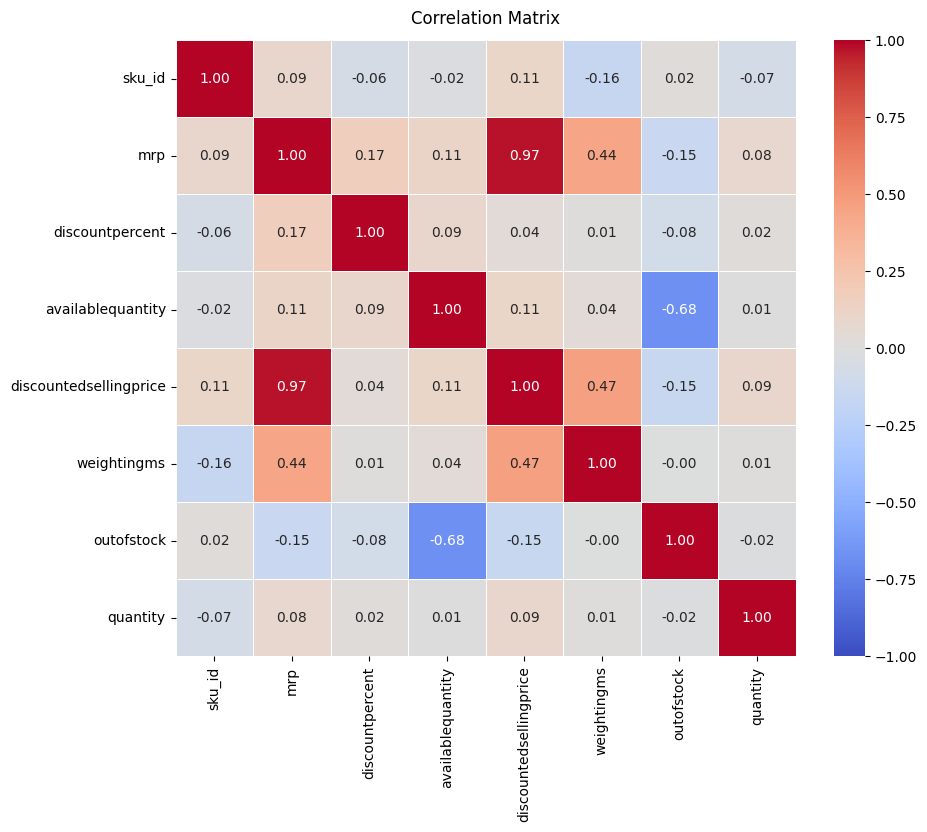 Correlation Matrix
sku_id 1.00 0.09 -0.06 -0.02 0.11 -0.16 0.02 -0.07
mrp 0.09 1.00 0.17 0.11 0.97 0.44 -0.15 0.08
discountpercent -0.06 0.17 1.00 0.09 0.04 0.01 -0.08 0.02
availablequantity -0.02 0.11 0.09 1.00 0.11 0.04 -0.68 0.01
discountedsellingprice 0.11 0.97 0.04 0.11 1.00 0.47 -0.15 0.09
weightingms -0.16 0.44 0.01 0.04 0.47 1.00 -0.00 0.01
outofstock 0.02 -0.15 -0.08 -0.68 -0.15 -0.00 1.00 -0.02
quantity -0.07 0.08 0.02 0.01 0.09 0.01 -0.02 1.00
sku_id
mrp
discountpercent
availablequantity
discountedsellingprice
weightingms
outofstock
quantity
1.00
0.75
0.50
0.25
0.00
−0.25
−0.50
−0.75
−1.00